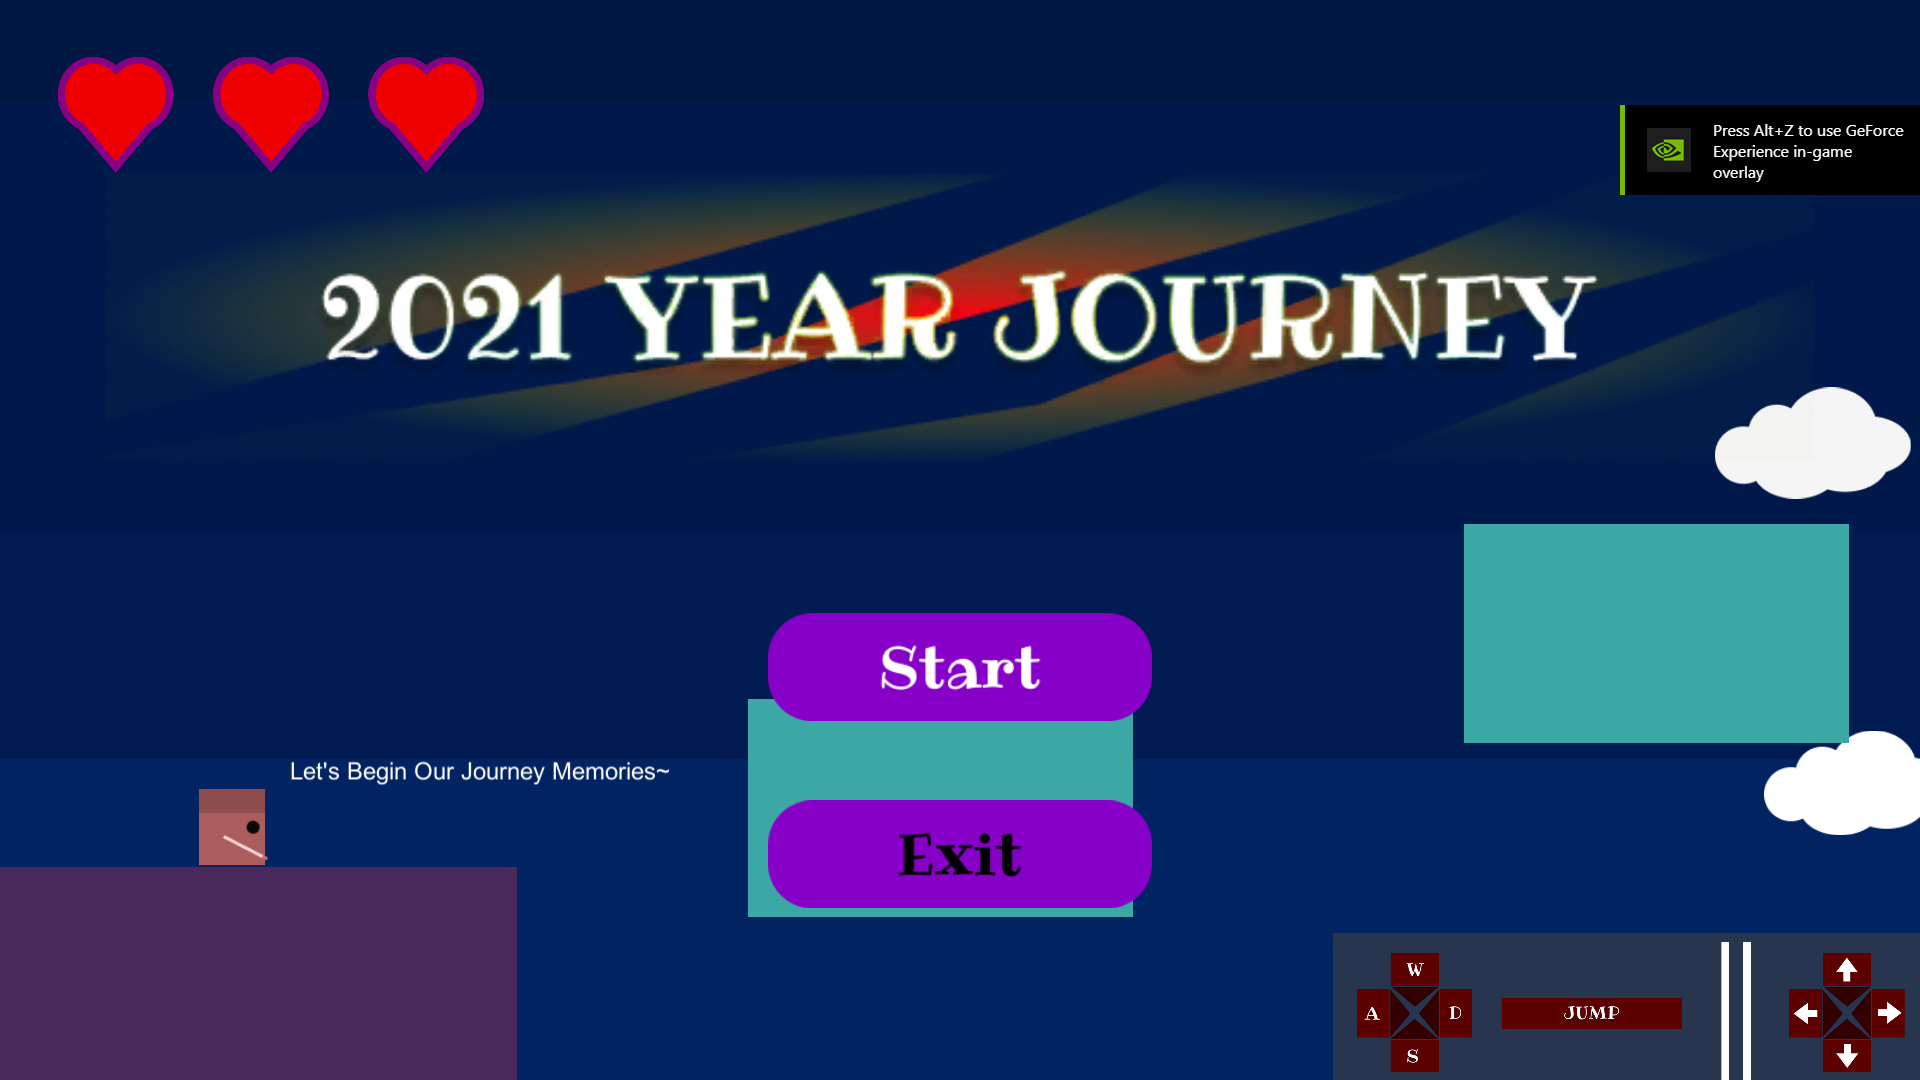 Press Alt+Z to use GeForce
Experience in-game
overlay
2021 YEAR JOURNEY
Start
Let's Begin Our Journey Memories~
Exit
W
A
D
JUMP
S